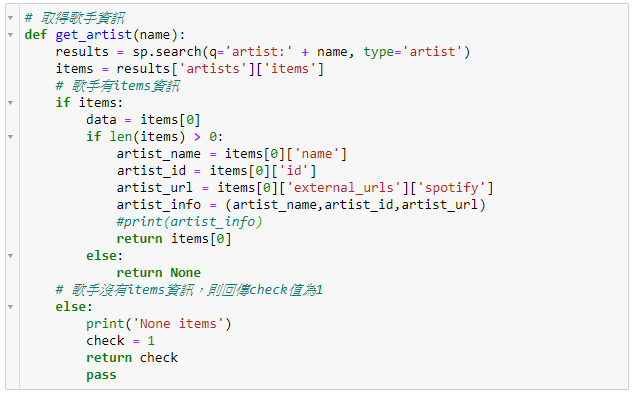 # 取得歌手資訊
def get_artist(name):
    results = sp.search(q='artist:' + name, type='artist')
    items = results['artists']['items']
    # 歌手有items資訊
    if items:
        data = items[0]
        if len(items) > 0:
            artist_name = items[0]['name']
            artist_id = items[0]['id']
            artist_url = items[0]['external_urls']['spotify']
            artist_info = (artist_name,artist_id,artist_url)
            #print(artist_info)
            return items[0]
        else:
            return None
    # 歌手沒有items資訊，則回傳check值為1
    else:
        print('None items')
        check = 1
        return check
        pass